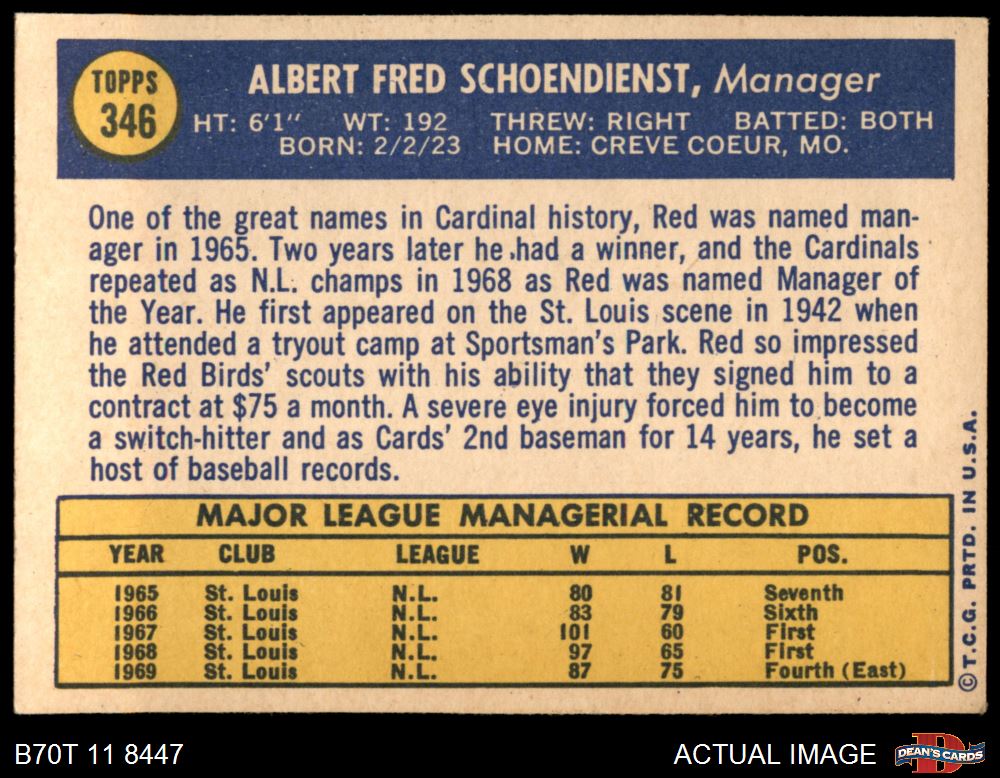 TOPPS
346
ALBERT FRED SCHOENDIENST, Manager
HT: 6'1" WT: 192 THREW: RIGHT BATTED: BOTH
BORN: 2/2/23 HOME: CREVE COEUR, MO.
One of the great names in Cardinal history, Red was named man-
ager in 1965. Two years later he had a winner, and the Cardinals
repeated as N.L. champs in 1968 as Red was named Manager of
the Year. He first appeared on the St. Louis scene in 1942 when
he attended a tryout camp at Sportsman's Park. Red so impressed
the Red Birds' scouts with his ability that they signed him to a
contract at $75 a month. A severe eye injury forced him to become
a switch-hitter and as Cards' 2nd baseman for 14 years, he set a
host of baseball records.
MAJOR LEAGUE MANAGERIAL RECORD
YEAR CLUB LEAGUE W L POS.
1965 St. Louis N.L. 80 81 Seventh
1966 St. Louis N.L. 83 79 Sixth
1967 St. Louis N.L. 101 60 First
1968 St. Louis N.L. 97 65 First
1969 St. Louis N.L. 87 75 Fourth (East)
© T.C.G. PRTD. IN U.S.A.
B70T 11 8447
ACTUAL IMAGE
DEAN'S CARDS